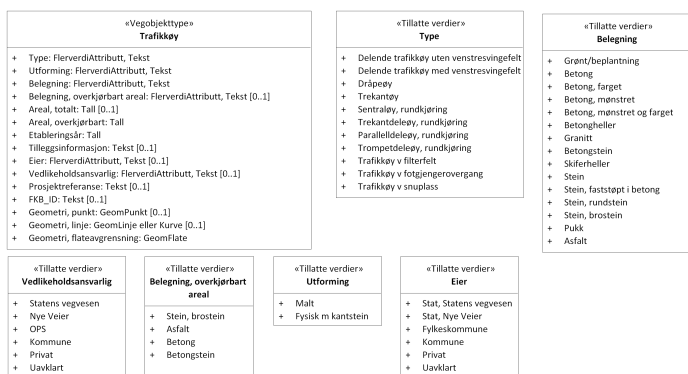 «Vegobjekttype»
Trafikkøy
+ Type: FlerverdiAttributt, Tekst
+ Utforming: FlerverdiAttributt, Tekst
+ Belegning: FlerverdiAttributt, Tekst
+ Belegning, overkjørbart areal: FlerverdiAttributt, Tekst [0..1]
+ Areal, totalt: Tall [0..1]
+ Areal, overkjørbart: Tall
+ Etableringsår: Tall
+ Tilleggsinformasjon: Tekst [0..1]
+ Eier: FlerverdiAttributt, Tekst [0..1]
+ Vedlikeholdsansvarlig: FlerverdiAttributt, Tekst [0..1]
+ Prosjektreferanse: Tekst [0..1]
+ FKB_ID: Tekst [0..1]
+ Geometri, punkt: GeomPunkt [0..1]
+ Geometri, linje: GeomLinje eller Kurve [0..1]
+ Geometri, flateavgrensning: GeomFlate
«Tillatte verdier»
Type
+ Delende trafikkøy uten venstresvingefelt
+ Delende trafikkøy med venstresvingefelt
+ Dråpeøy
+ Trekantøy
+ Sentraløy, rundkjøring
+ Trekantdeleøy, rundkjøring
+ Parallelldeleøy, rundkjøring
+ Trompetdeleøy, rundkjøring
+ Trafikkøy v filterfelt
+ Trafikkøy v fotgjengerovergang
+ Trafikkøy v snuplass
«Tillatte verdier»
Belegning
+ Grønt/beplantning
+ Betong
+ Betong, farget
+ Betong, mønstret
+ Betong, mønstret og farget
+ Betongheller
+ Granitt
+ Betongstein
+ Skiferheller
+ Stein
+ Stein, faststøpt i betong
+ Stein, rundstein
+ Stein, brostein
+ Pukk
+ Asfalt
«Tillatte verdier»
Vedlikeholdsansvarlig
+ Statens vegvesen
+ Nye Veier
+ OPS
+ Kommune
+ Privat
+ Uavklart
«Tillatte verdier»
Belegning, overkjørbart
areal
+ Stein, brostein
+ Asfalt
+ Betong
+ Betongstein
«Tillatte verdier»
Utforming
+ Malt
+ Fysisk m kantstein
«Tillatte verdier»
Eier
+ Stat, Statens vegvesen
+ Stat, Nye Veier
+ Fylkeskommune
+ Kommune
+ Privat
+ Uavklart